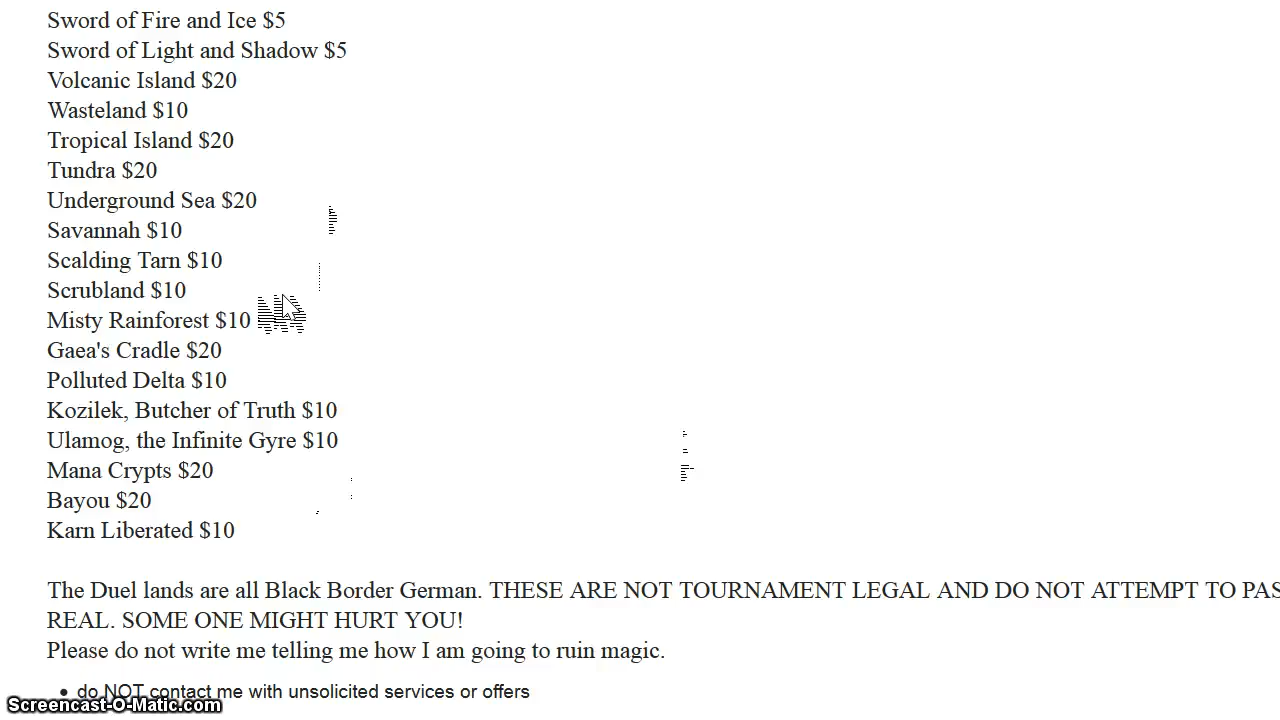 Sword of Fire and Ice $5
Sword of Light and Shadow $5
Volcanic Island $20
Wasteland $10
Tropical Island $20
Tundra $20
Underground Sea $20
Savannah $10
Scalding Tarn $10
Scrubland $10
Misty Rainforest $10
Gaea's Cradle $20
Polluted Delta $10
Kozilek, Butcher of Truth $10
Ulamog, the Infinite Gyre $10
Mana Crypts $20
Bayou $20
Karn Liberated $10
The Duel lands are all Black Border German. THESE ARE NOT TOURNAMENT LEGAL AND DO NOT ATTEMPT TO PAS
REAL. SOME ONE MIGHT HURT YOU!
Please do not write me telling me how I am going to ruin magic.
• do NOT contact me with unsolicited services or offers
Screencast-O-Matic.com